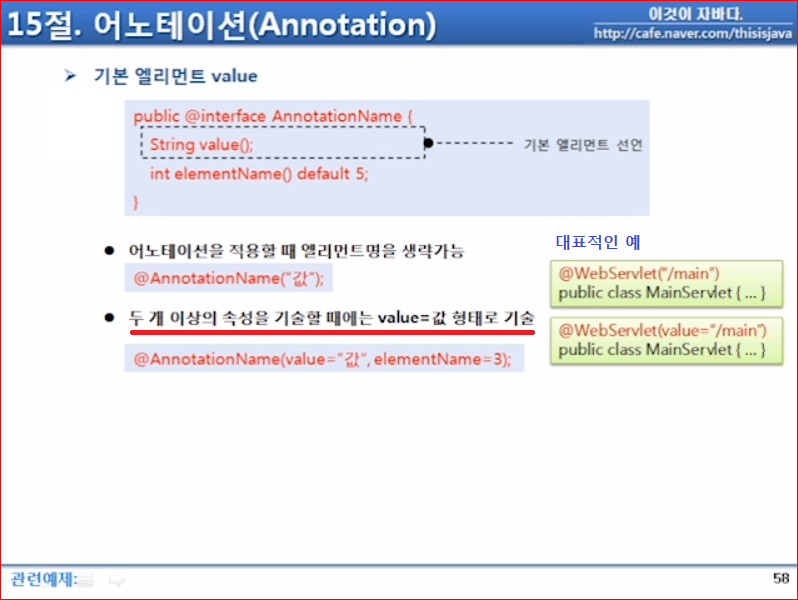 15절. 어노테이션(Annotation)
이것이 자바다.
http://cafe.naver.com/thisisjava
기본 엘리먼트 value
public @interface AnnotationName {
String value();
기본 엘리먼트 선언
int elementName() default 5;
}
어노테이션을 적용할 때 엘리먼트명을 생략가능
@AnnotationName("값");
두 개 이상의 속성을 기술할 때에는 value=값 형태로 기술
@AnnotationName(value="값", elementName=3);
대표적인 예
@WebServlet("/main")
public class MainServlet { ... }
@WebServlet(value="/main")
public class MainServlet { ... }
관련예제:
58